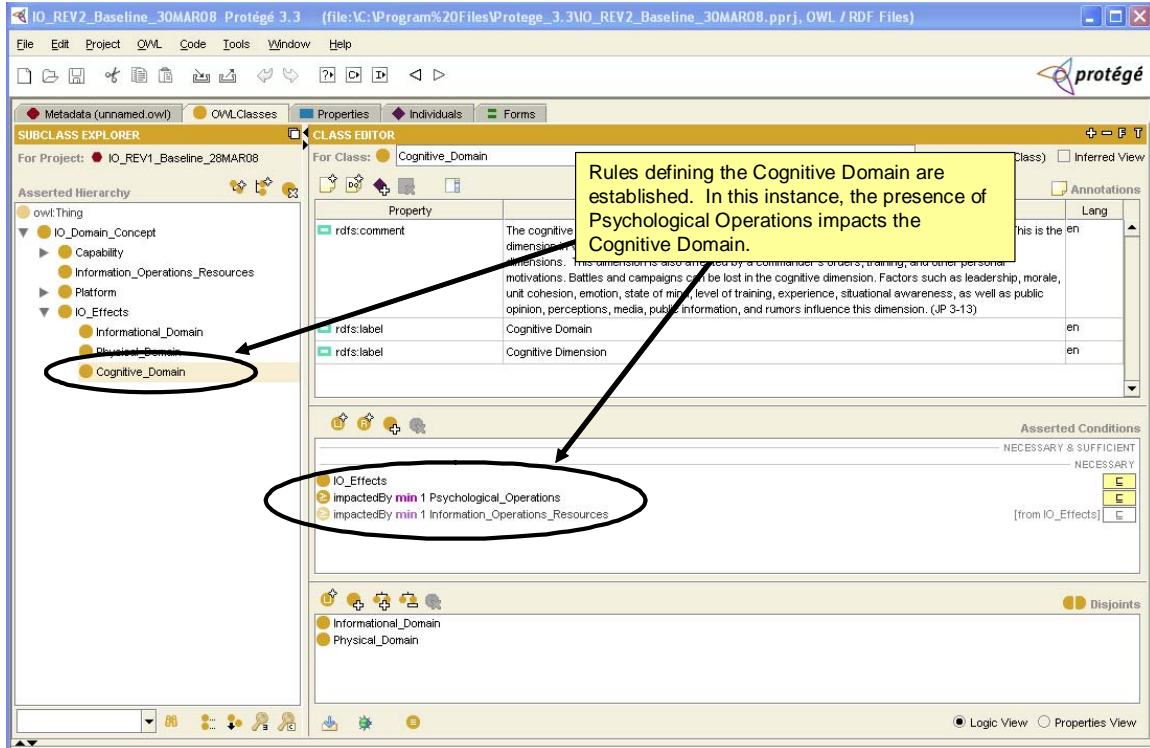 IO_REV2_Baseline_30MAR08 Protégé 3.3 (file:\C:\Program%20Files\Protege_3.3\IO_REV2_Baseline_30MAR08.pprj, OWL / RDF Files)
File Edit Project OWL Code Tools Window Help
protégé
Metadata (unnamed.owl) OWLClasses Properties Individuals Forms
SUBCLASS EXPLORER
For Project: IO_REV1_Baseline_28MAR08
Asserted Hierarchy
owl:Thing
IO_Domain_Concept
Capability
Information_Operations_Resources
Platform
IO_Effects
Informational_Domain
Physical_Domain
Cognitive_Domain
CLASS EDITOR
For Class: Cognitive_Domain
Class) Inferred View
Rules defining the Cognitive Domain are
established. In this instance, the presence of
Psychological Operations impacts the
Cognitive Domain.
Annotations
Property Lang
rdfs:comment The cognitive This is the en
dimension in
dimensions. This dimension is also affected by a commander's orders, training, and other personal
motivations. Battles and campaigns can be lost in the cognitive dimension. Factors such as leadership, morale,
unit cohesion, emotion, state of mind, level of training, experience, situational awareness, as well as public
opinion, perceptions, media, public information, and rumors influence this dimension. (JP 3-13)
rdfs:label Cognitive Domain en
rdfs:label Cognitive Dimension en
Asserted Conditions
NECESSARY & SUFFICIENT
NECESSARY
IO_Effects
impactedBy min 1 Psychological_Operations
impactedBy min 1 Information_Operations_Resources [from IO_Effects]
Disjoints
Informational_Domain
Physical_Domain
Logic View Properties View